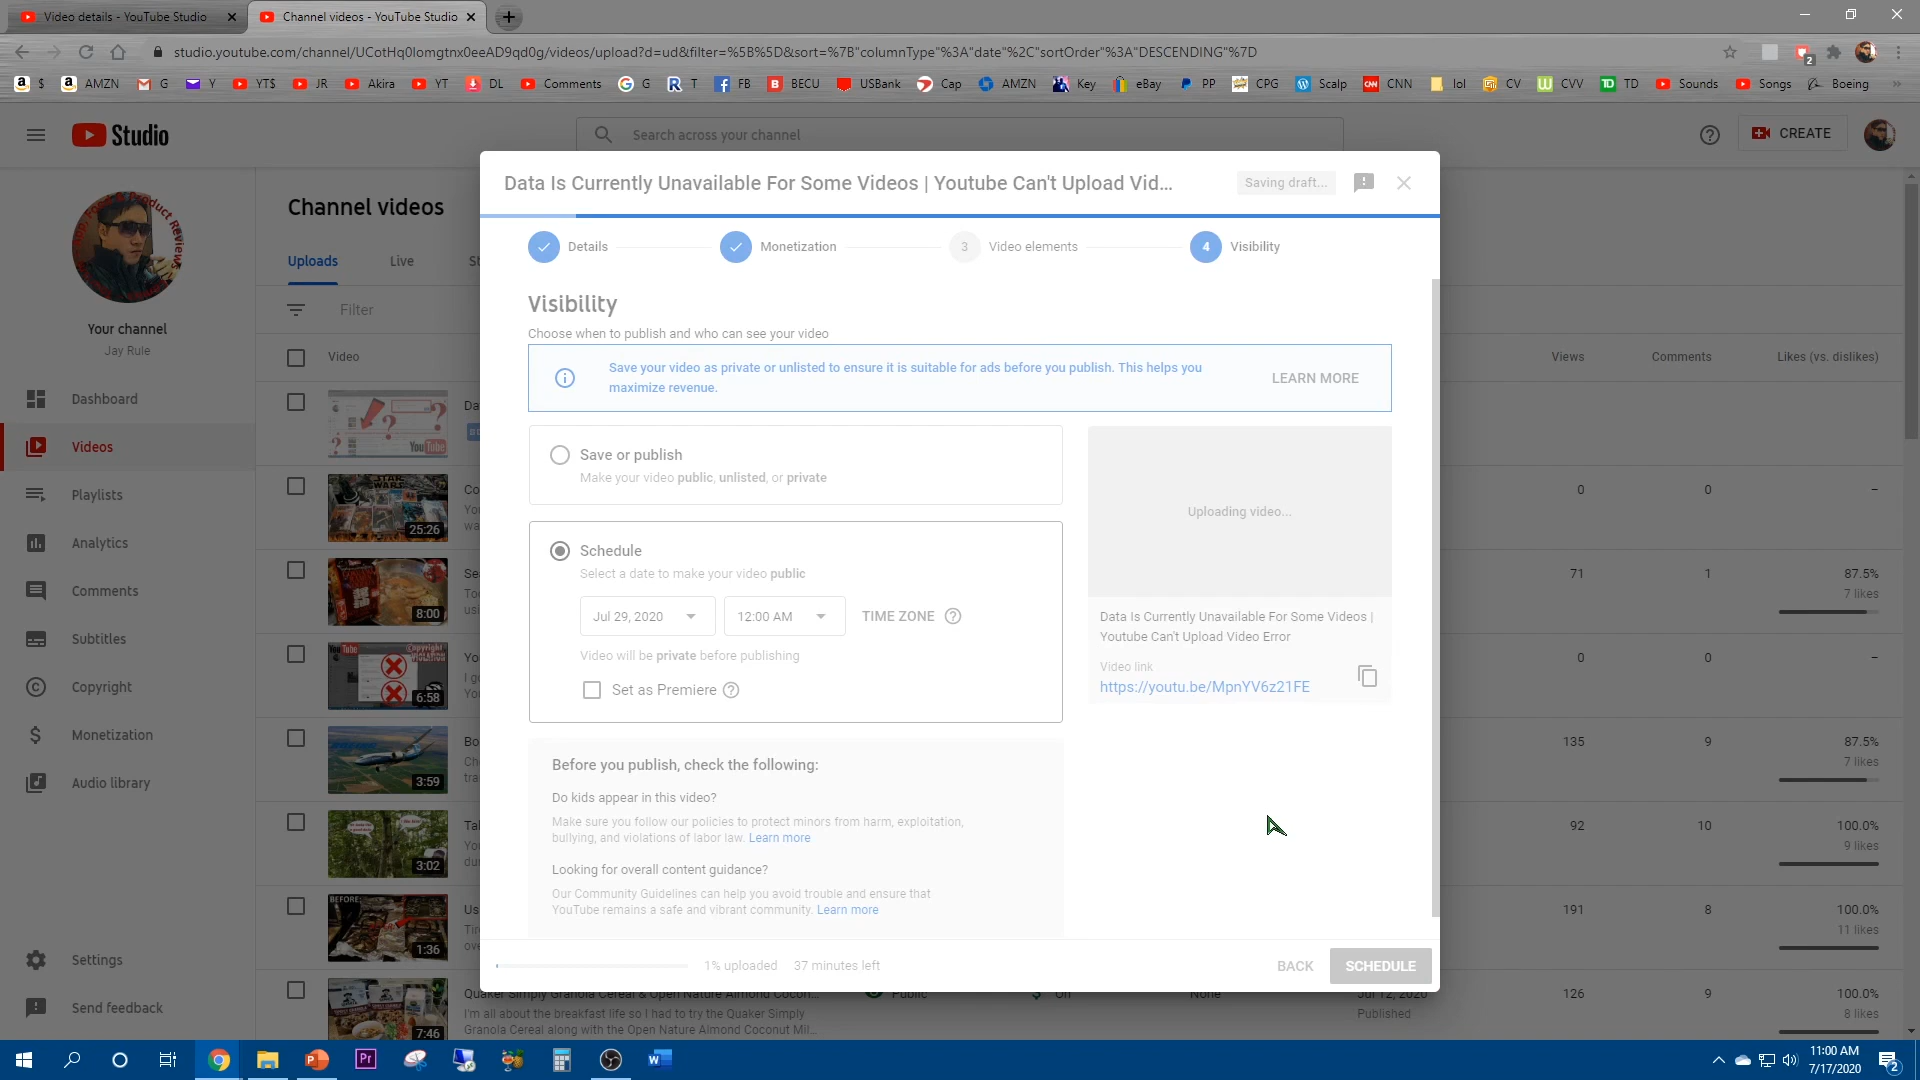 Video details - YouTube Studio
Channel videos - YouTube Studio
studio.youtube.com/channel/UCotHq0lomgtnx0eeAD9qd0g/videos/upload?d=ud&filter=%5B%5D&sort=%7B"columnType"%3A"date"%2C"sortOrder"%3A"DESCENDING"%7D
2
$ AMZN G Y YT$ JR Akira YT DL Comments G T FB BECU USBank Cap AMZN Key eBay PP CPG Scalp CNN lol CV CVV TD Sounds Songs Boeing
Studio
Search across your channel
CREATE
Your channel
Jay Rule
Dashboard
Videos
Playlists
Analytics
Comments
Subtitles
Copyright
Monetization
Audio library
Settings
Send feedback
Channel videos
Uploads
Live
Filter
Video
Views
Comments
Likes (vs. dislikes)
YouTube
STAR WARS
25:26
0
0
–
8:00
71
1
87.5%
7 likes
YouTube
COPYRIGHT VIOLATION
6:58
0
0
–
3:59
135
9
87.5%
7 likes
3:02
92
10
100.0%
9 likes
BEFORE:
1:36
191
8
100.0%
11 likes
7:46
Quaker Simply Granola Cereal & Open Nature Almond Cocon...
I'm all about the breakfast life so I had to try the Quaker Simply
Granola Cereal along with the Open Nature Almond Coconut Mil...
Public
On
None
Jul 12, 2020
Published
126
9
100.0%
8 likes
Data Is Currently Unavailable For Some Videos | Youtube Can't Upload Vid...
Saving draft...
Details
Monetization
3 Video elements
4 Visibility
Visibility
Choose when to publish and who can see your video
Save your video as private or unlisted to ensure it is suitable for ads before you publish. This helps you
maximize revenue.
LEARN MORE
Save or publish
Make your video public, unlisted, or private
Schedule
Select a date to make your video public
Jul 29, 2020
12:00 AM
TIME ZONE
Video will be private before publishing
Set as Premiere
Uploading video...
Data Is Currently Unavailable For Some Videos |
Youtube Can't Upload Video Error
Video link
https://youtu.be/MpnYV6z21FE
Before you publish, check the following:
Do kids appear in this video?
Make sure you follow our policies to protect minors from harm, exploitation,
bullying, and violations of labor law. Learn more
Looking for overall content guidance?
Our Community Guidelines can help you avoid trouble and ensure that
YouTube remains a safe and vibrant community. Learn more
1% uploaded
37 minutes left
BACK
SCHEDULE
11:00 AM
7/17/2020
2